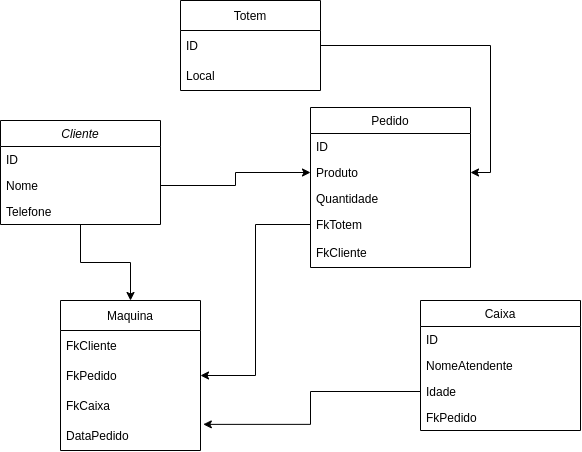 Totem
ID
Local
Cliente
ID
Nome
Telefone
Pedido
ID
Produto
Quantidade
FkTotem
FkCliente
Maquina
FkCliente
FkPedido
FkCaixa
DataPedido
Caixa
ID
NomeAtendente
Idade
FkPedido